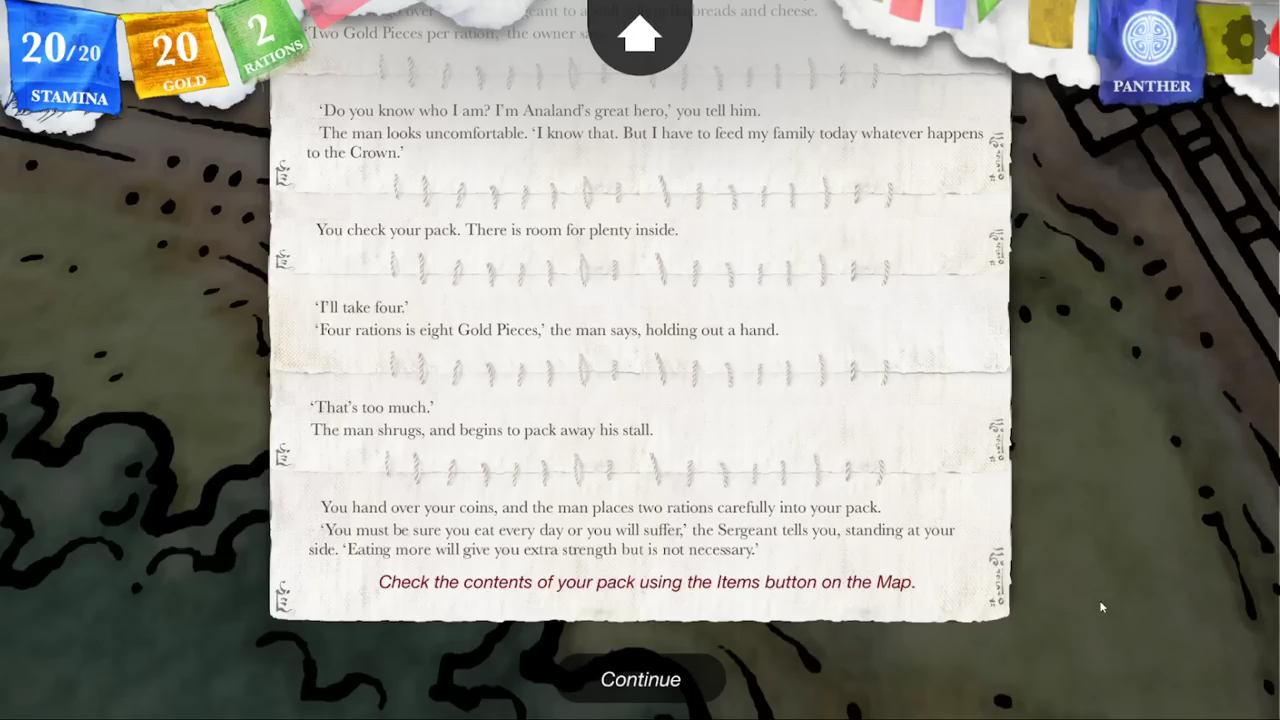 20/20
STAMINA
20
GOLD
2
RATIONS
PANTHER
over
geant to a
breads and cheese.
'Two Gold Pieces per ration,' the owner
'Do you know who I am? I'm Analand's great hero,' you tell him.
The man looks uncomfortable. 'I know that. But I have to feed my family today whatever happens
to the Crown.'
You check your pack. There is room for plenty inside.
'I'll take four.'
'Four rations is eight Gold Pieces,' the man says, holding out a hand.
'That's too much.'
The man shrugs, and begins to pack away his stall.
You hand over your coins, and the man places two rations carefully into your pack.
'You must be sure you eat every day or you will suffer,' the Sergeant tells you, standing at your
side. 'Eating more will give you extra strength but is not necessary.'
Check the contents of your pack using the Items button on the Map.
Continue